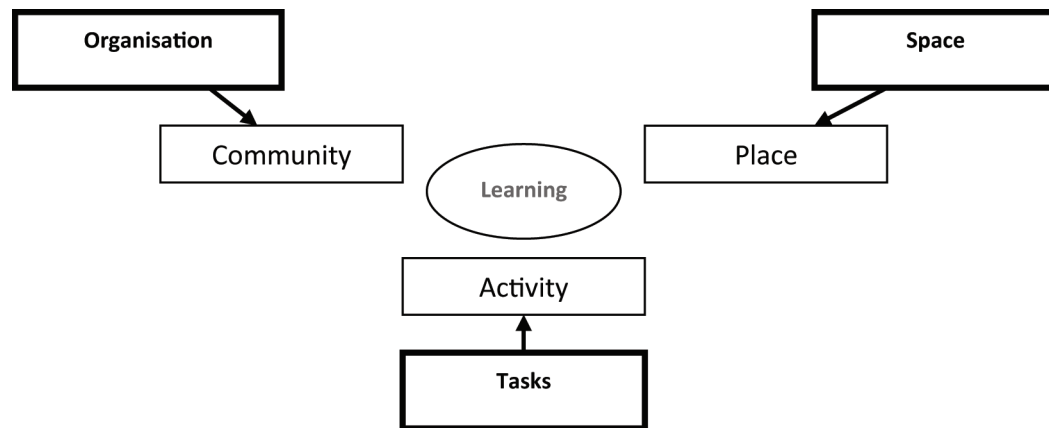 Organisation
Space
Community
Place
Learning
Activity
Tasks